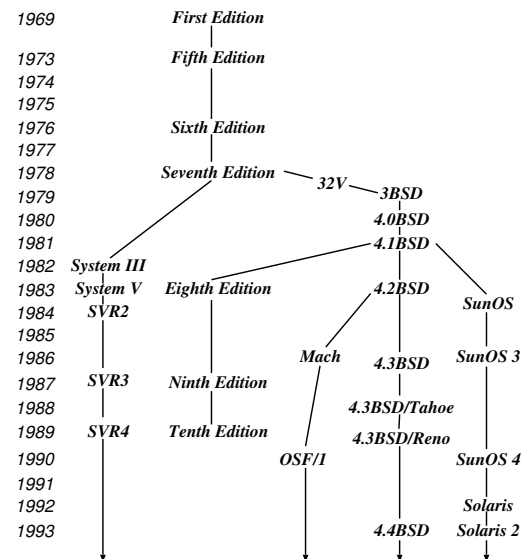 1969 First Edition
1973 Fifth Edition
1974
1975
1976 Sixth Edition
1977
1978 Seventh Edition
32V
1979 3BSD
1980 4.0BSD
1981 4.1BSD
1982 System III
1983 System V Eighth Edition 4.2BSD
1984 SVR2 SunOS
1985
1986 Mach 4.3BSD SunOS 3
1987 SVR3 Ninth Edition
1988 4.3BSD/Tahoe
1989 SVR4 Tenth Edition 4.3BSD/Reno
1990 OSF/1 SunOS 4
1991
1992 Solaris
1993 4.4BSD Solaris 2